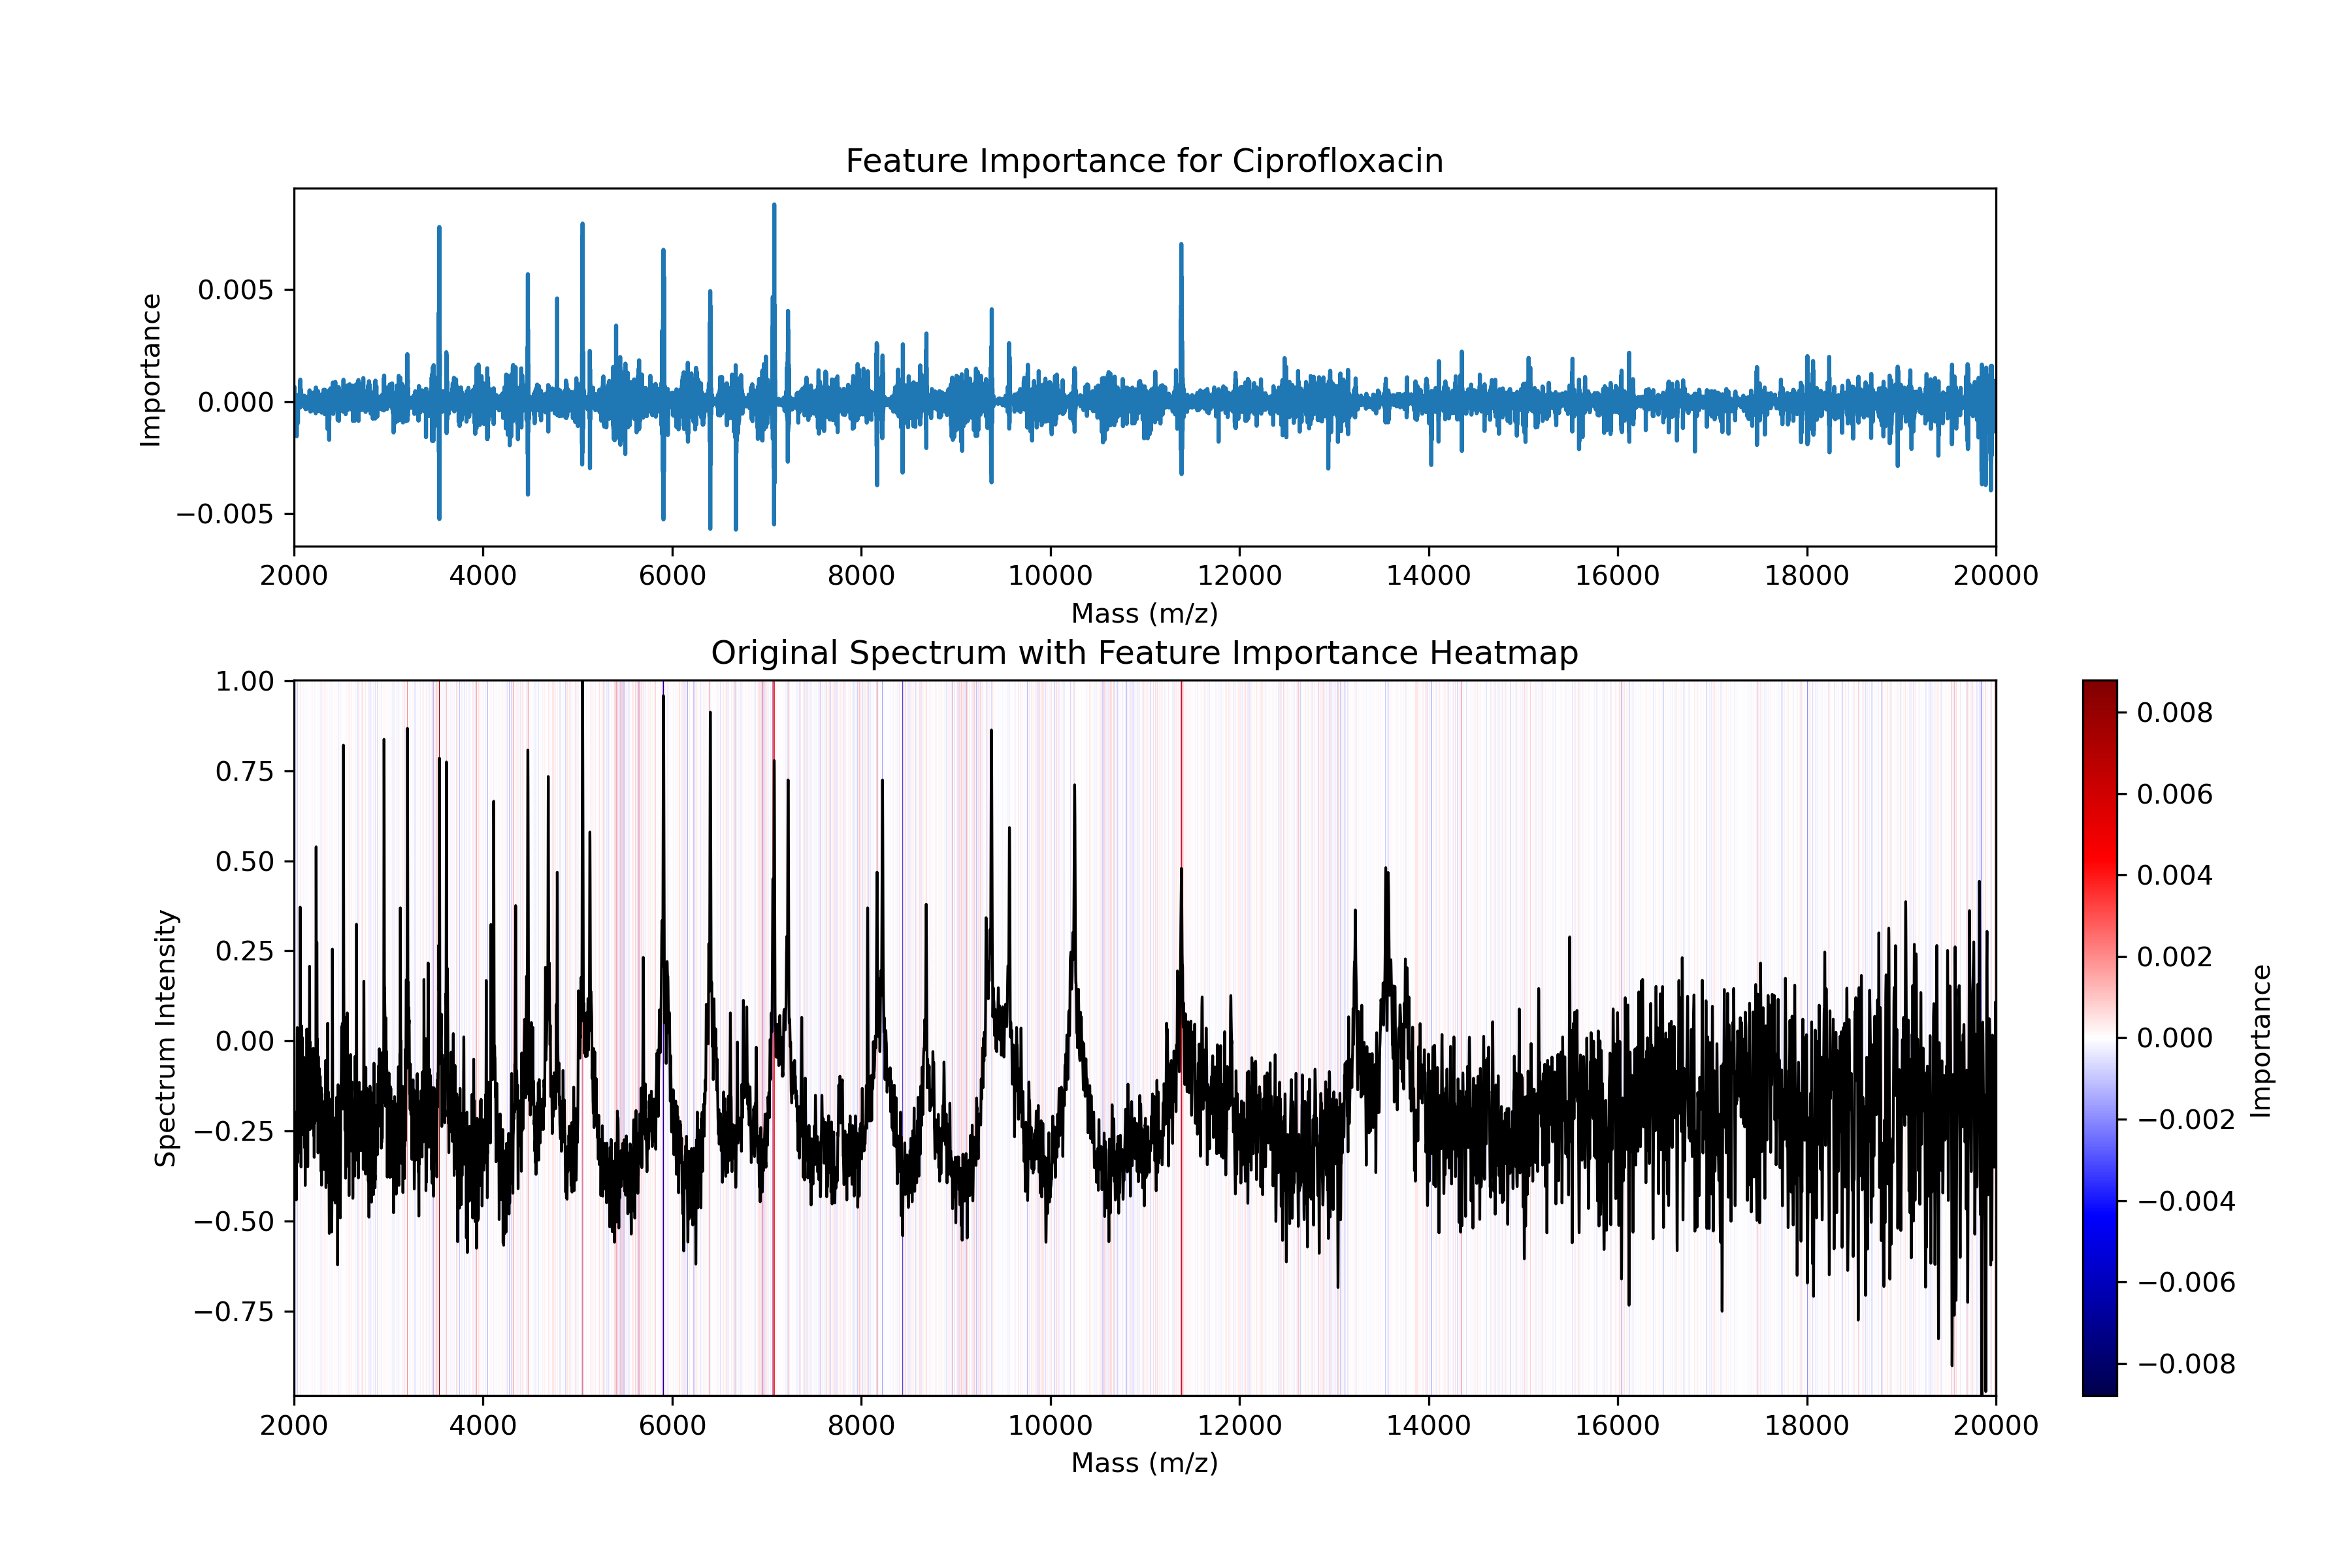 Feature Importance for Ciprofloxacin
Importance
0.005
0.000
−0.005
2000 4000 6000 8000 10000 12000 14000 16000 18000 20000
Mass (m/z)
Original Spectrum with Feature Importance Heatmap
Spectrum Intensity
1.00
0.75
0.50
0.25
0.00
−0.25
−0.50
−0.75
2000 4000 6000 8000 10000 12000 14000 16000 18000 20000
Mass (m/z)
0.008
0.006
0.004
0.002
0.000
−0.002
−0.004
−0.006
−0.008
Importance